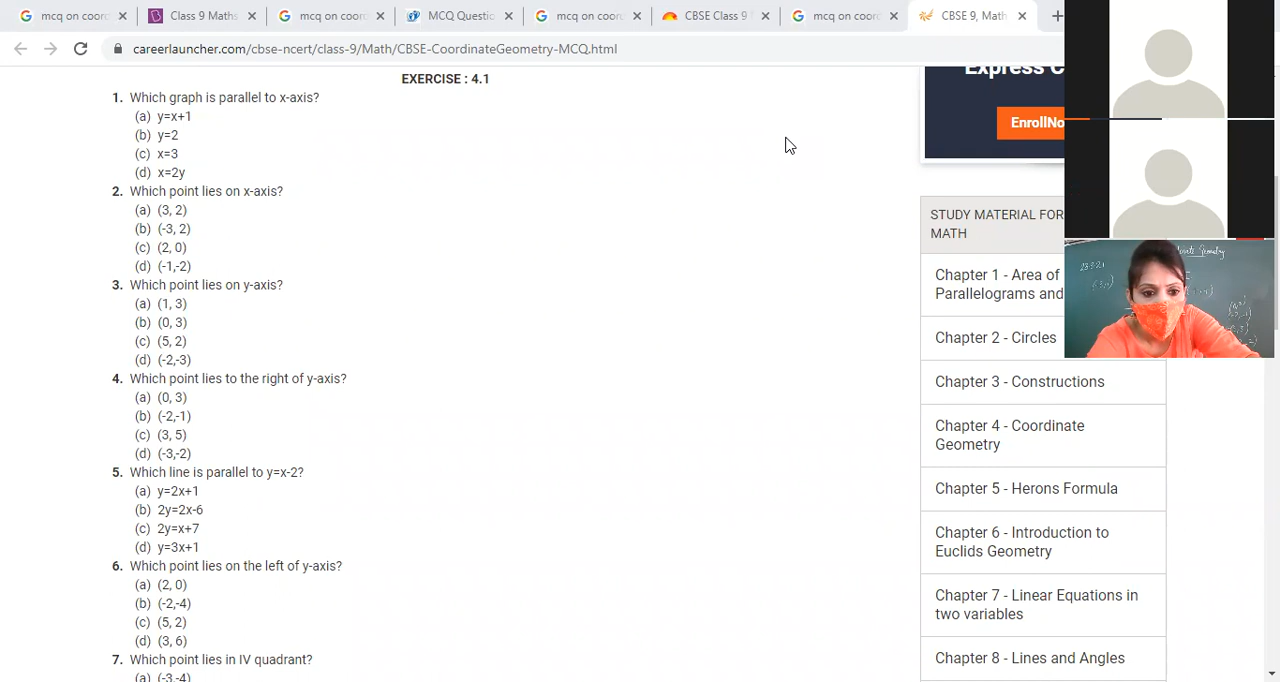 mcq on coor
Class 9 Maths
mcq on coor
MCQ Questio
mcq on coor
CBSE Class 9
mcq on coor
CBSE 9, Math
careerlauncher.com/cbse-ncert/class-9/Math/CBSE-CoordinateGeometry-MCQ.html
EXERCISE : 4.1
1. Which graph is parallel to x-axis?
(a) y=x+1
(b) y=2
(c) x=3
(d) x=2y
2. Which point lies on x-axis?
(a) (3, 2)
(b) (-3, 2)
(c) (2, 0)
(d) (-1,-2)
3. Which point lies on y-axis?
(a) (1, 3)
(b) (0, 3)
(c) (5, 2)
(d) (-2,-3)
4. Which point lies to the right of y-axis?
(a) (0, 3)
(b) (-2,-1)
(c) (3, 5)
(d) (-3,-2)
5. Which line is parallel to y=x-2?
(a) y=2x+1
(b) 2y=2x-6
(c) 2y=x+7
(d) y=3x+1
6. Which point lies on the left of y-axis?
(a) (2, 0)
(b) (-2,-4)
(c) (5, 2)
(d) (3, 6)
7. Which point lies in IV quadrant?
(a) (-3,-4)
Express C
EnrollNo
STUDY MATERIAL FOR
MATH
Chapter 1 - Area of
Parallelograms and
Chapter 2 - Circles
Chapter 3 - Constructions
Chapter 4 - Coordinate
Geometry
Chapter 5 - Herons Formula
Chapter 6 - Introduction to
Euclids Geometry
Chapter 7 - Linear Equations in
two variables
Chapter 8 - Lines and Angles
Geometry